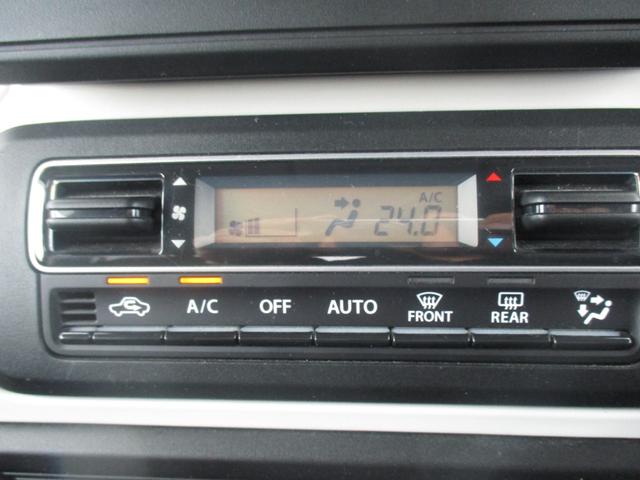 A/C
24.0
A/C OFF AUTO FRONT REAR